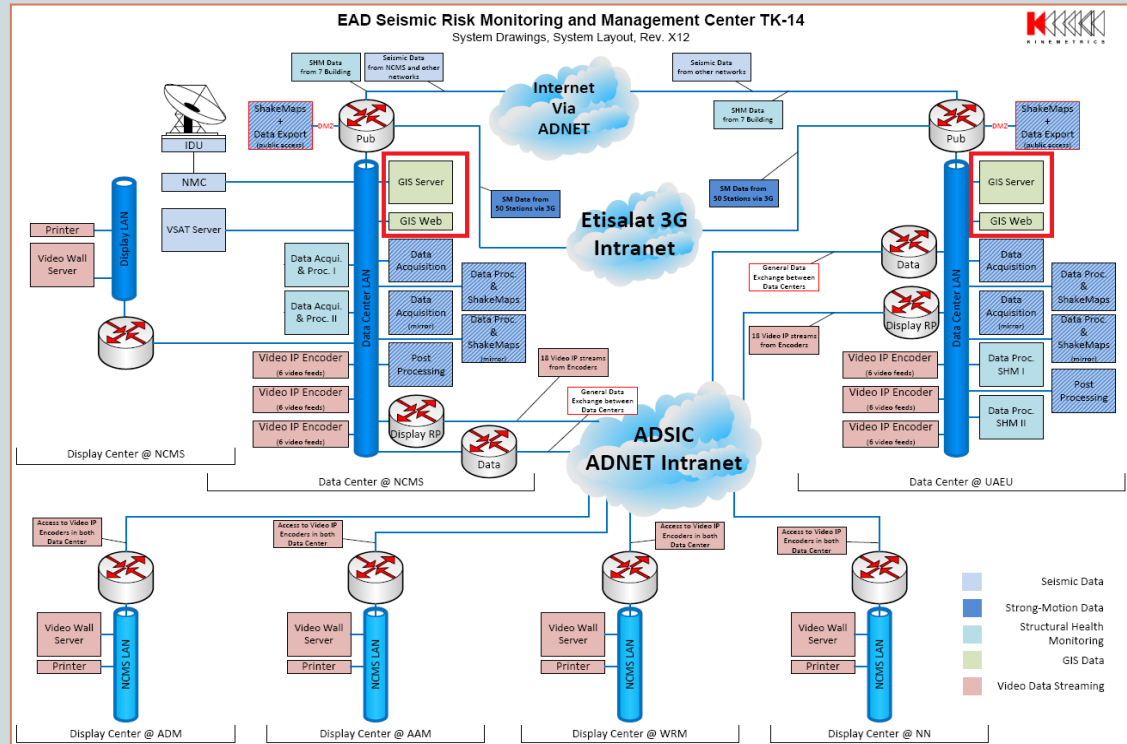 EAD Seismic Risk Monitoring and Management Center TK-14
System Drawings, System Layout, Rev. X12
KINEMETRICS
SHM Data
from 7 Building
Seismic Data
from NCMS and other
networks
Internet
Via
ADNET
Seismic Data
from other networks
SHM Data
from 7 Building
ShakeMaps
+
Data Export
(public access)
DMZ
Pub
Pub
DMZ
ShakeMaps
+
Data Export
(public access)
IDU
NMC
VSAT Server
GIS Server
GIS Web
SM Data from
50 Stations via 3G
Etisalat 3G
Intranet
SM Data from
50 Stations via 3G
GIS Server
GIS Web
Printer
Video Wall
Server
Display LAN
Data Acqui.
& Proc. I
Data Acqui.
& Proc. II
Data Center LAN
Data
Acquisition
Data Proc.
&
ShakeMaps
Data
Acquisition
(mirror)
Data Proc.
&
ShakeMaps
(mirror)
Post
Processing
Video IP Encoder
(6 video feeds)
Video IP Encoder
(6 video feeds)
Video IP Encoder
(6 video feeds)
Display RP
Data
18 Video IP streams
from Encoders
General Data
Exchange between
Data Centers
ADSIC
ADNET Intranet
General Data
Exchange between
Data Centers
18 Video IP streams
from Encoders
Data
Display RP
Data Center LAN
Data
Acquisition
Data Proc.
&
ShakeMaps
Data
Acquisition
(mirror)
Data Proc.
&
ShakeMaps
(mirror)
Video IP Encoder
(6 video feeds)
Video IP Encoder
(6 video feeds)
Video IP Encoder
(6 video feeds)
Data Proc.
SHM I
Post
Processing
Data Proc.
SHM II
Display Center @ NCMS
Data Center @ NCMS
Data Center @ UAEU
Access to Video IP
Encoders in both
Data Center
Access to Video IP
Encoders in both
Data Center
Access to Video IP
Encoders in both
Data Center
Access to Video IP
Encoders in both
Data Center
Video Wall
Server
Printer
NCMS LAN
Video Wall
Server
Printer
NCMS LAN
Video Wall
Server
Printer
NCMS LAN
Video Wall
Server
Printer
NCMS LAN
Display Center @ ADM
Display Center @ AAM
Display Center @ WRM
Display Center @ NN
Seismic Data
Strong-Motion Data
Structural Health
Monitoring
GIS Data
Video Data Streaming